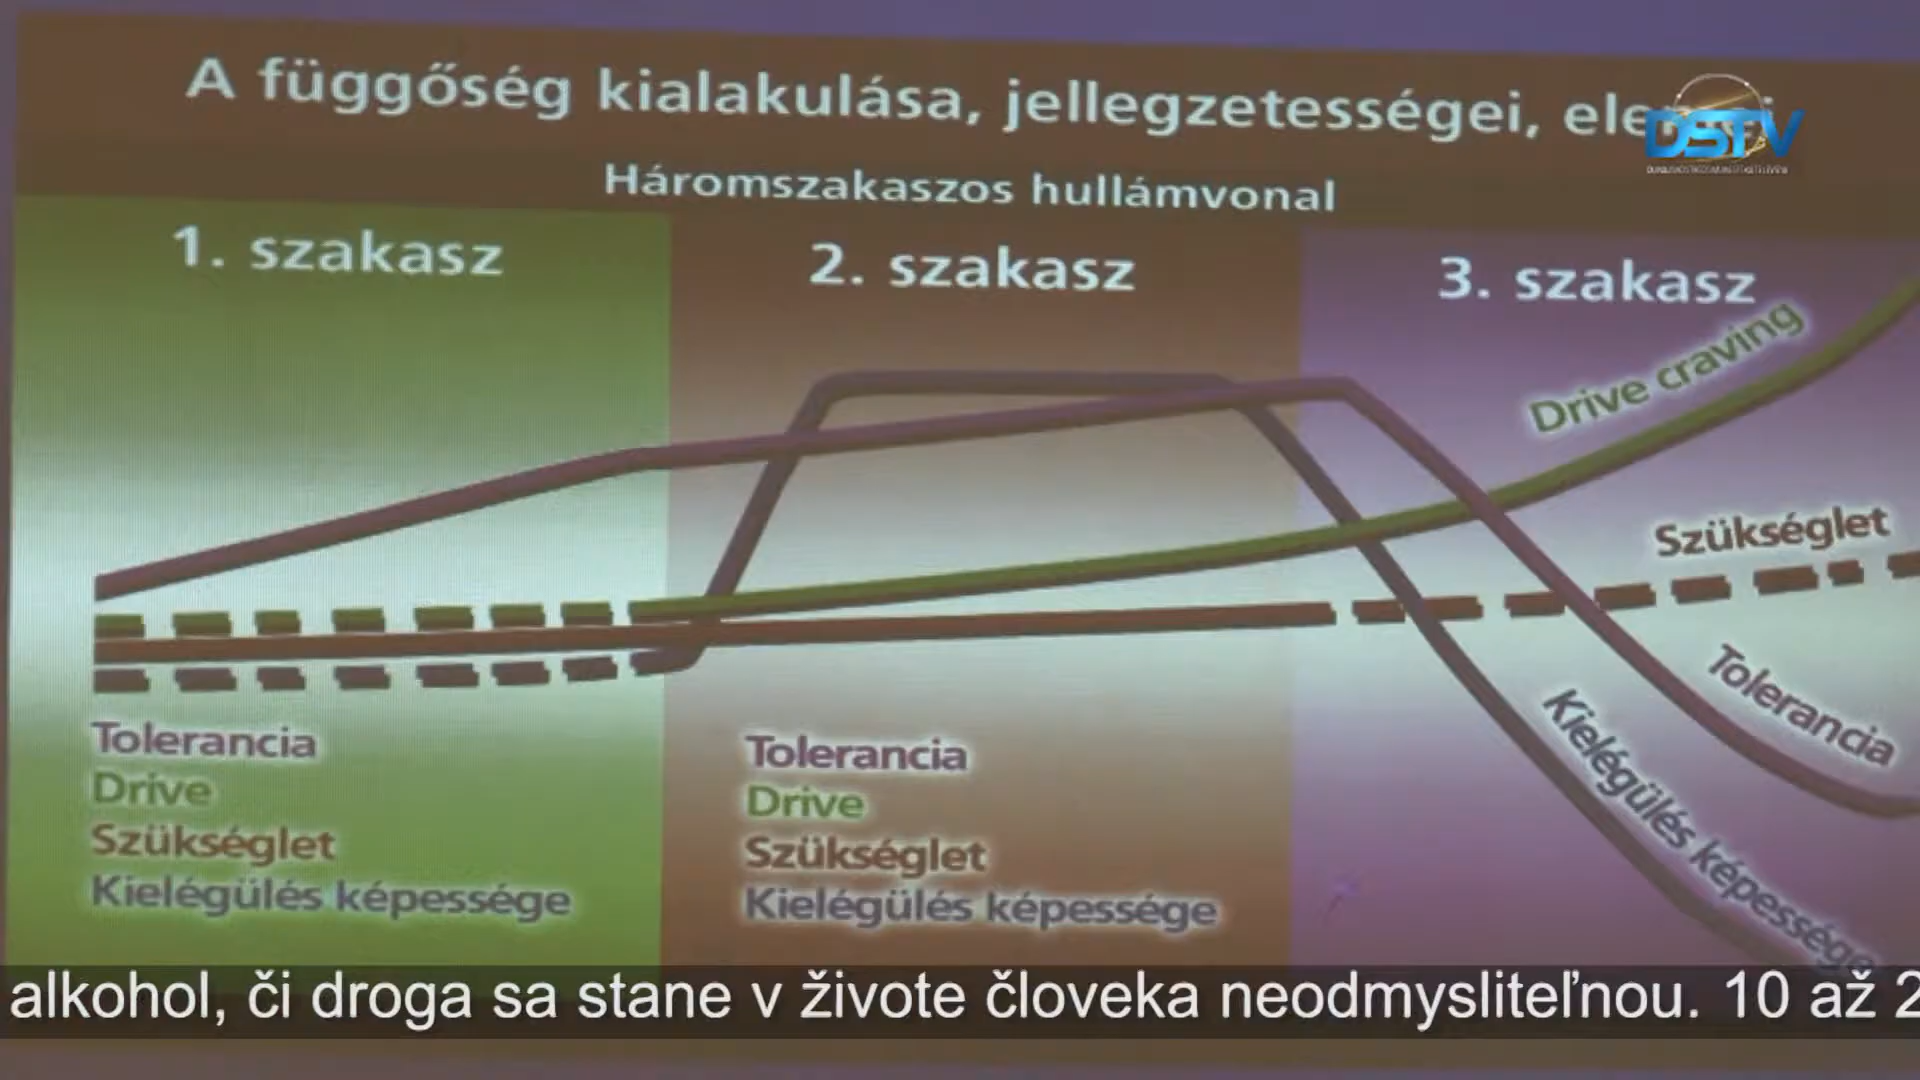 A függőség kialakulása, jellegzetességei,
DSTV
Háromszakaszos hullámvonal
1. szakasz
2. szakasz
3. szakasz
Drive craving
Szükséglet
Tolerancia
Kielégülés képessége
Tolerancia
Drive
Szükséglet
Kielégülés képessége
Tolerancia
Drive
Szükséglet
Kielégülés képessége
alkohol, či droga sa stane v živote človeka neodmysliteľnou. 10 až 2